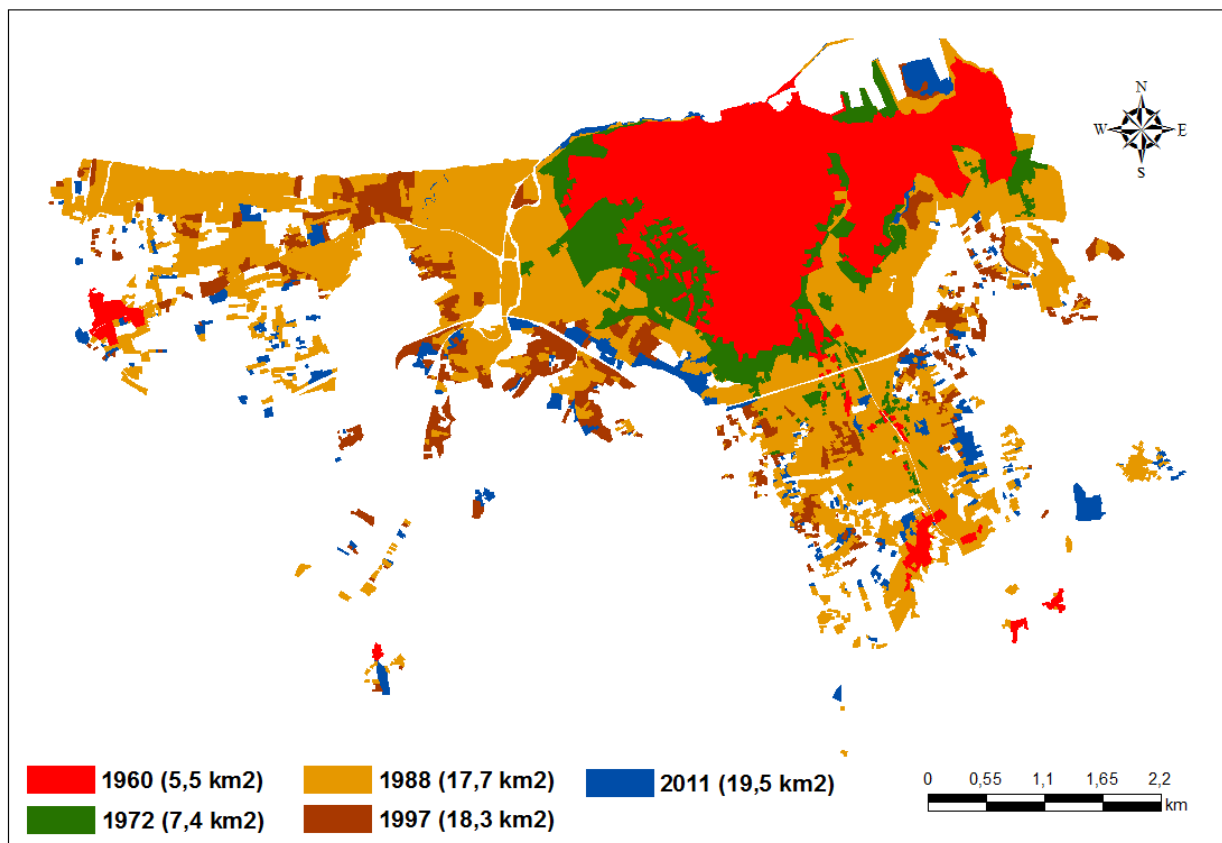 N
W E
S
1960 (5,5 km2)
1988 (17,7 km2)
2011 (19,5 km2)
1972 (7,4 km2)
1997 (18,3 km2)
0 0,55 1,1 1,65 2,2
km